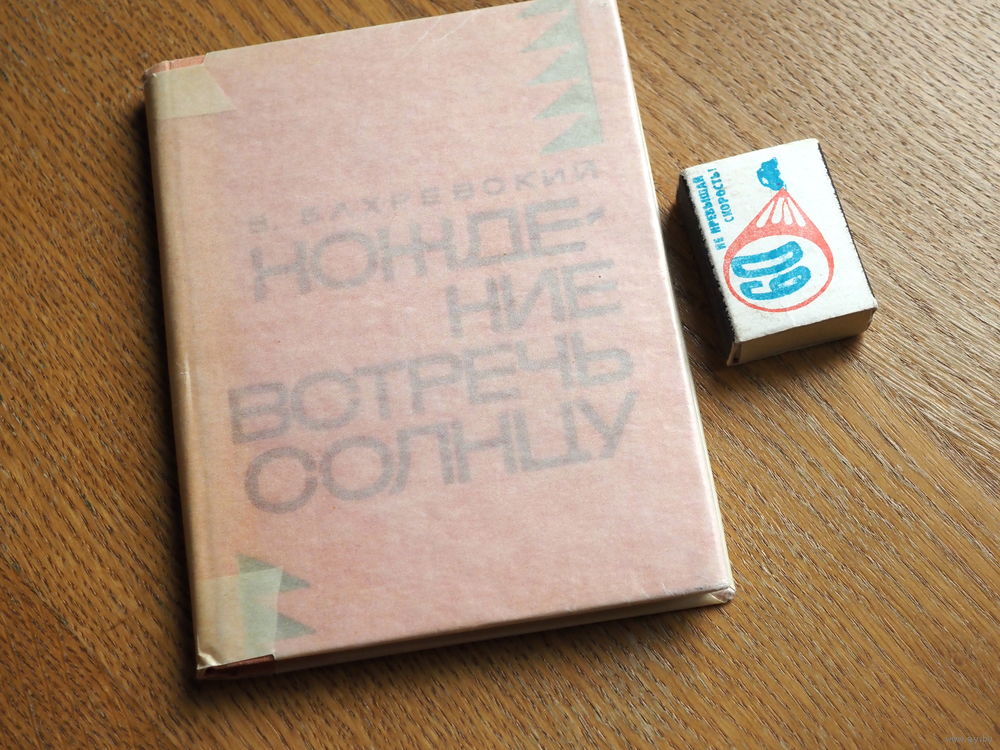 В. БАХРЕВСКИЙ
ХОЖДЕ-
НИЕ
ВСТРЕЧЬ
СОЛНЦУ
НЕ ПРЕВЫШАЙ
СКОРОСТЬ!
60